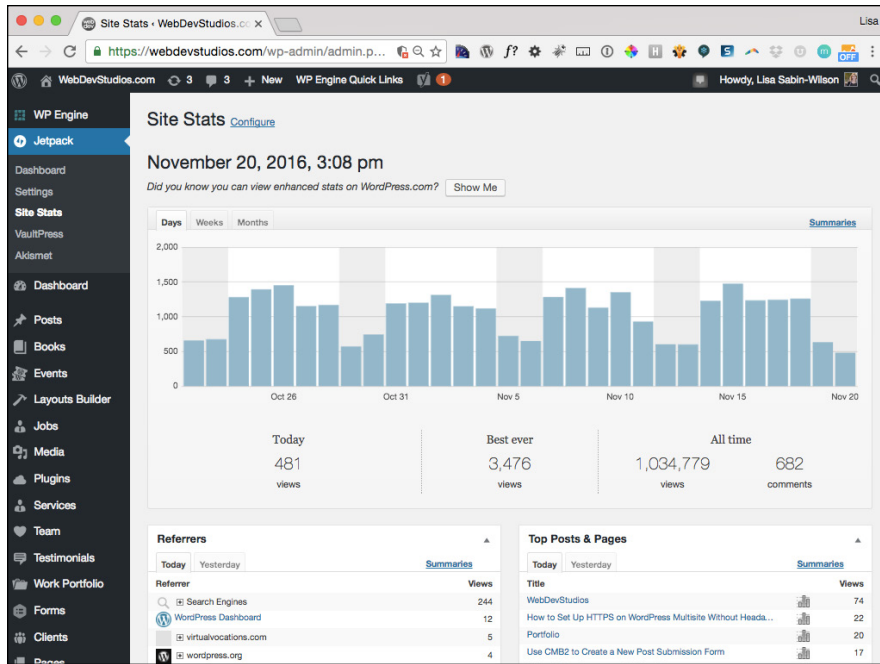 Lisa
Site Stats ‹ WebDevStudios.co ×
https://webdevstudios.com/wp-admin/admin.p...
f?
OFF
WebDevStudios.com 3 3 + New WP Engine Quick Links 1 Howdy, Lisa Sabin-Wilson
WP Engine
Jetpack
Dashboard
Settings
Site Stats
VaultPress
Akismet
Dashboard
Posts
Books
Events
Layouts Builder
Jobs
Media
Plugins
Services
Team
Testimonials
Work Portfolio
Forms
Clients
Pages
Site Stats Configure
November 20, 2016, 3:08 pm
Did you know you can view enhanced stats on WordPress.com? Show Me
Days Weeks Months Summaries
2,000
1,500
1,000
500
0
Oct 26 Oct 31 Nov 5 Nov 10 Nov 15 Nov 20
Today Best ever All time
481 3,476 1,034,779 682
views views views comments
Referrers
Today Yesterday Summaries
Referrer Views
Search Engines 244
WordPress Dashboard 12
virtualvocations.com 5
wordpress.org 4
Top Posts & Pages
Today Yesterday Summaries
Title Views
WebDevStudios 74
How to Set Up HTTPS on WordPress Multisite Without Heada... 22
Portfolio 20
Use CMB2 to Create a New Post Submission Form 17